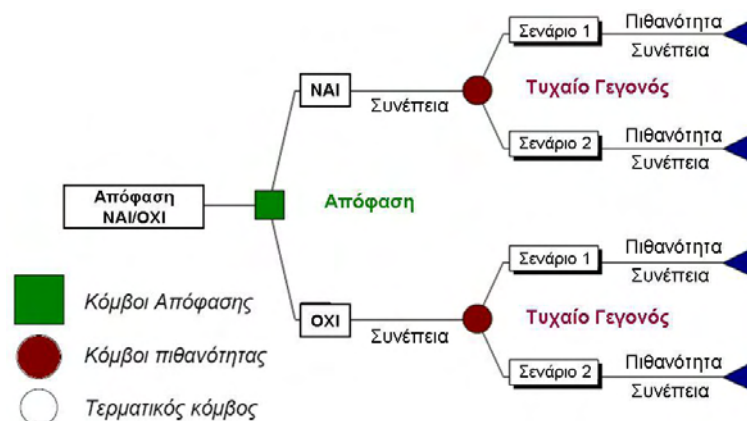 Σενάριο 1
Πιθανότητα
Συνέπεια
ΝΑΙ
Συνέπεια
Τυχαίο Γεγονός
Σενάριο 2
Πιθανότητα
Συνέπεια
Απόφαση
ΝΑΙ/ΟΧΙ
Απόφαση
Σενάριο 1
Πιθανότητα
Συνέπεια
Κόμβοι Απόφασης
ΟΧΙ
Συνέπεια
Τυχαίο Γεγονός
Κόμβοι πιθανότητας
Σενάριο 2
Πιθανότητα
Συνέπεια
Τερματικός κόμβος